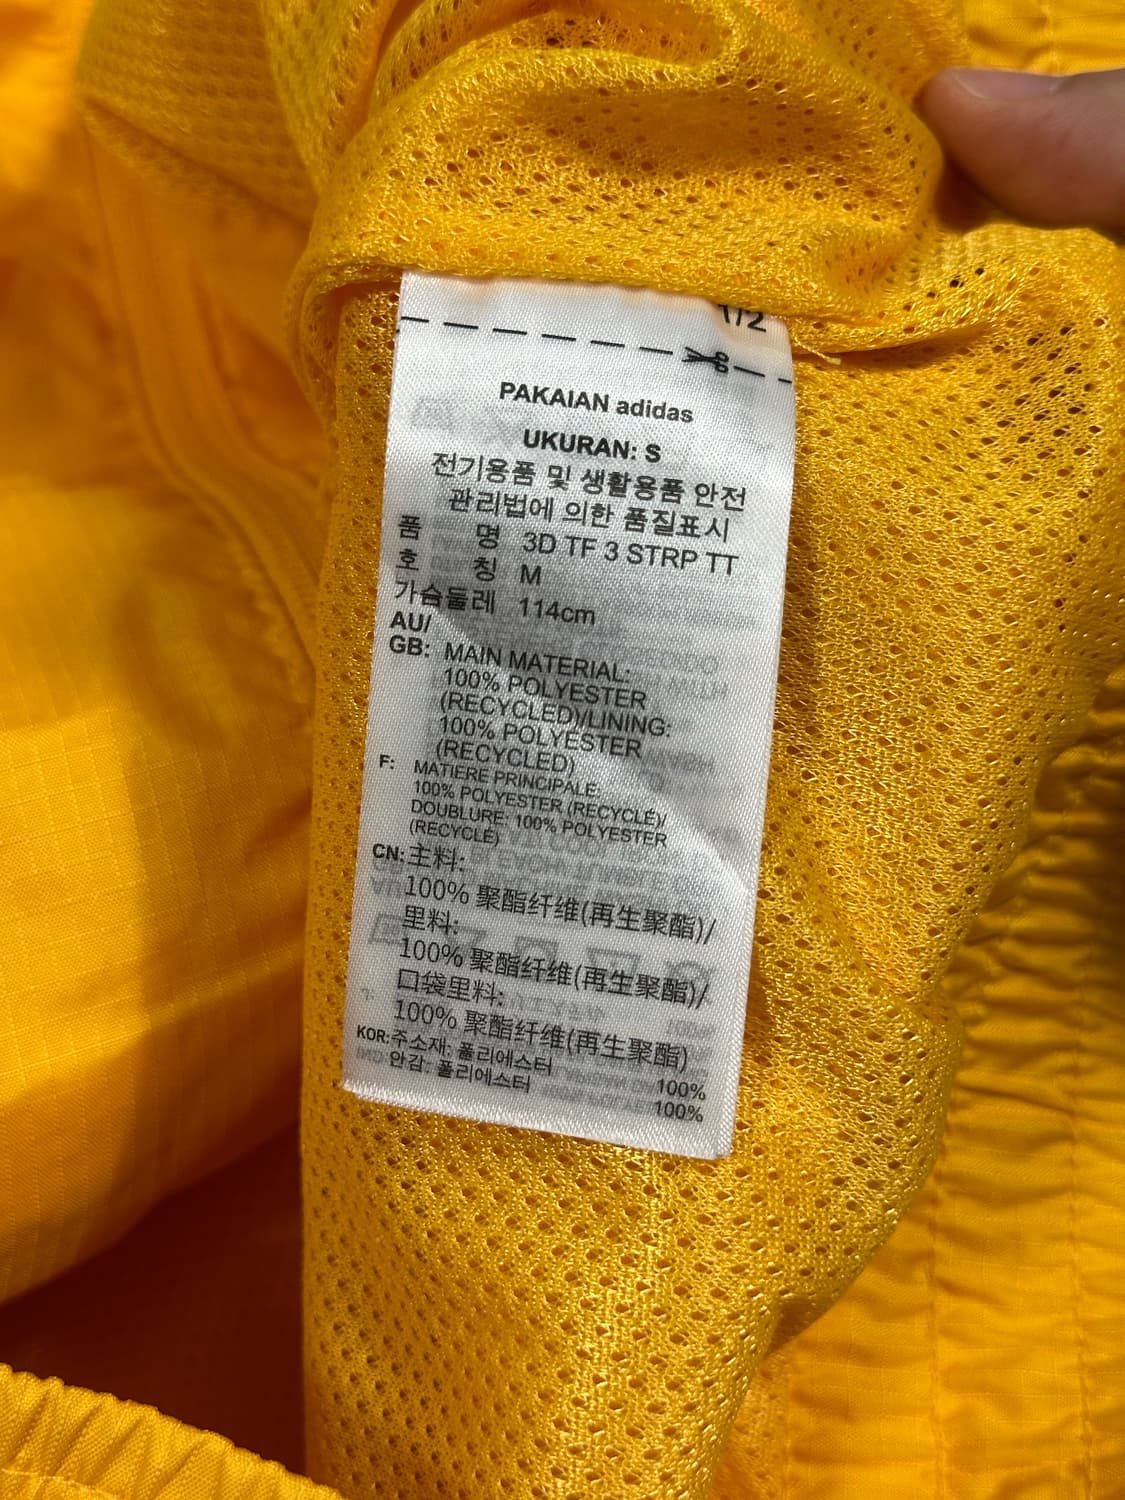 PAKAIAN adidas
UKURAN: S
전기용품 및 생활용품 안전
관리법에 의한 품질표시
품 명 3D TF 3 STRP TT
호 칭 M
가슴둘레 114cm
AU/
GB: MAIN MATERIAL:
100% POLYESTER
(RECYCLED)/LINING:
100% POLYESTER
(RECYCLED)
F: MATIERE PRINCIPALE:
100% POLYESTER (RECYCLÉ)/
DOUBLURE: 100% POLYESTER
(RECYCLÉ)
CN:主料:
100% 聚酯纤维(再生聚酯)/
里料:
100% 聚酯纤维(再生聚酯)/
口袋里料:
100% 聚酯纤维(再生聚酯)
KOR:주소재: 폴리에스터 100%
안감: 폴리에스터 100%